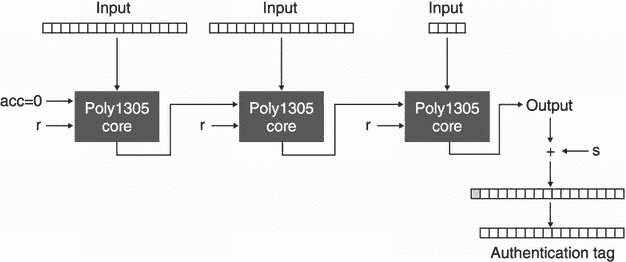 Input
Input
Input
acc=0
r
Poly1305
core
r
Poly1305
core
r
Poly1305
core
Output
+
s
Authentication tag